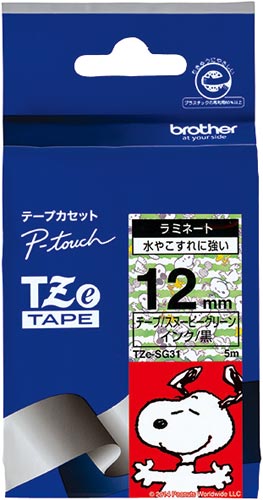 プラスチックの再利用60%以上
brother
at your side
テープカセット
P-touch
TZe
TAPE
ラミネート
水やこすれに強い
12mm
テープ/スヌーピーグリーン
インク/黒
TZe-SG31
5m
©2014 Peanuts Worldwide LLC